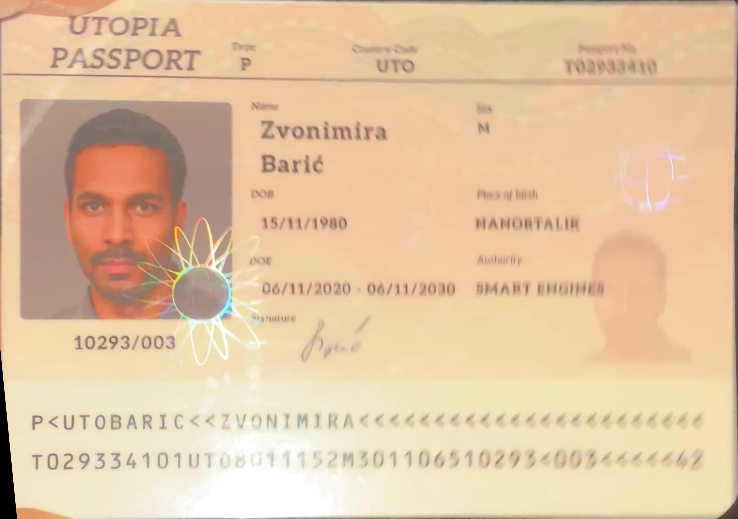 UTOPIA
PASSPORT
Type
P
Country Code
UTO
Passport No.
T02933410
Name
Zvonimira
Barić
Sex
M
DOB
15/11/1980
Place of birth
NANORTALIK
DOE
06/11/2020 - 06/11/2030
Authority
SMART ENGINES
Signature
10293/003
P<UTOBARIC<<ZVONIMIRA<<<<<<<<<<<<<<<<<<<<<<<
T029334101UTO8011152M301106510293<003<<<<<42